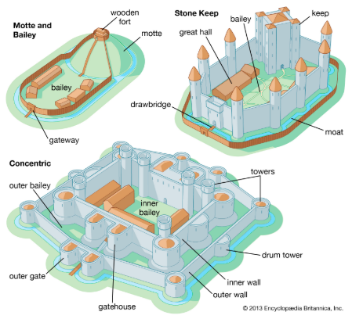 Motte and
Bailey
wooden
fort
motte
bailey
gateway
Stone Keep
bailey
keep
great hall
drawbridge
moat
Concentric
outer bailey
inner
bailey
towers
drum tower
inner wall
outer wall
gatehouse
outer gate
© 2013 Encyclopædia Britannica, Inc.